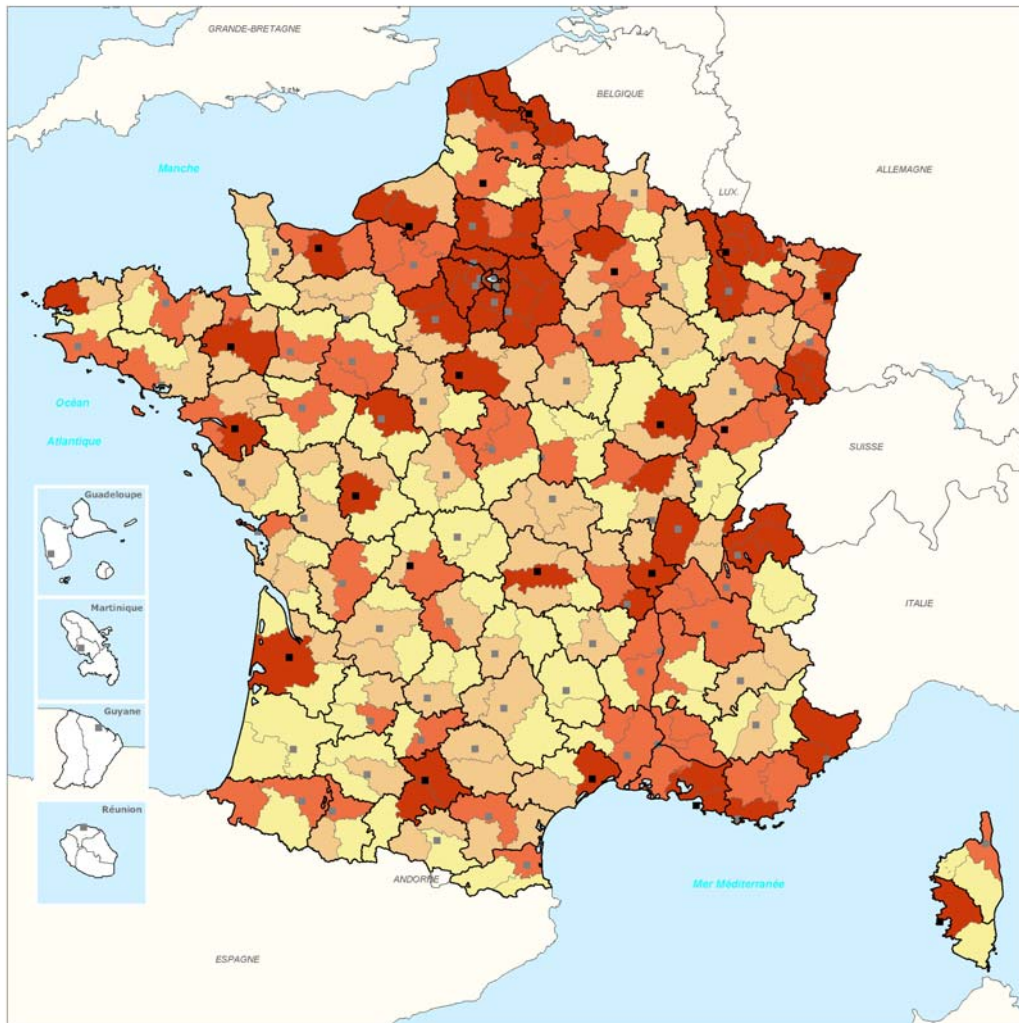 GRANDE-BRETAGNE
BELGIQUE
Manche
ALLEMAGNE
LUX.
Océan
Atlantique
SUISSE
Guadeloupe
ITALIE
Martinique
Guyane
Réunion
ANDORRE
Mer Méditerranée
ESPAGNE